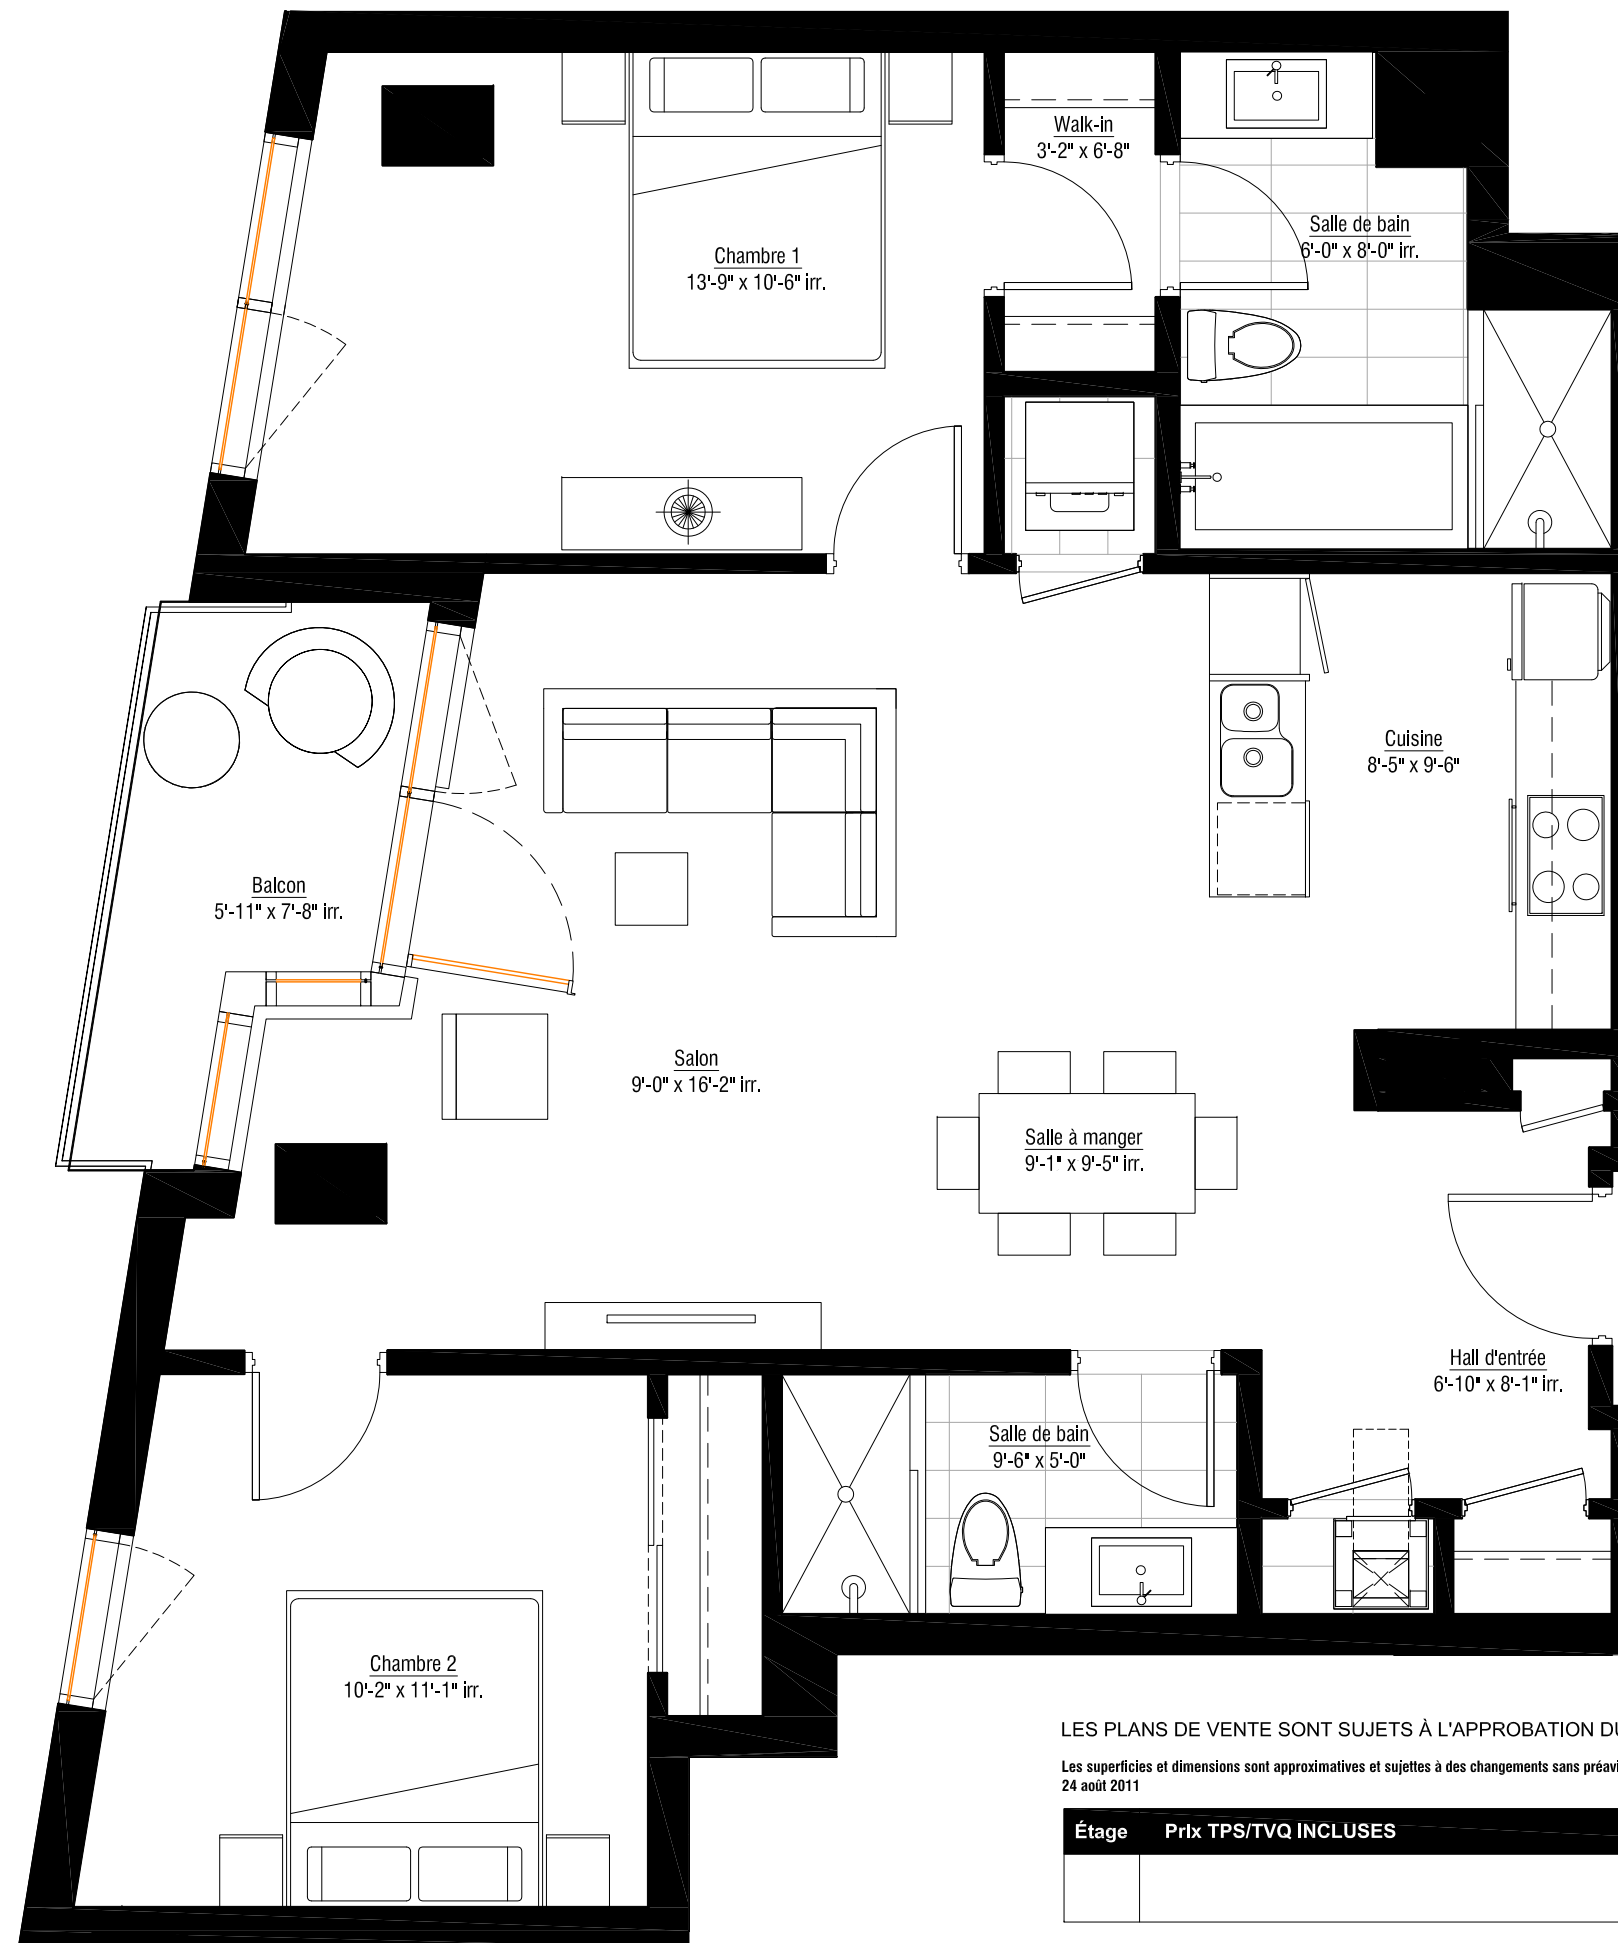 Walk-in
3'-2" x 6'-8"
Salle de bain
6'-0" x 8'-0" irr.
Chambre 1
13'-9" x 10'-6" irr.
Cuisine
8'-5" x 9'-6"
Balcon
5'-11" x 7'-8" irr.
Salon
9'-0" x 16'-2" irr.
Salle à manger
9'-1" x 9'-5" irr.
Hall d'entrée
6'-10" x 8'-1" irr.
Salle de bain
9'-6" x 5'-0"
Chambre 2
10'-2" x 11'-1" irr.
LES PLANS DE VENTE SONT SUJETS À L'APPROBATION DU
Les superficies et dimensions sont approximatives et sujettes à des changements sans préavi
24 août 2011
Étage Prix TPS/TVQ INCLUSES